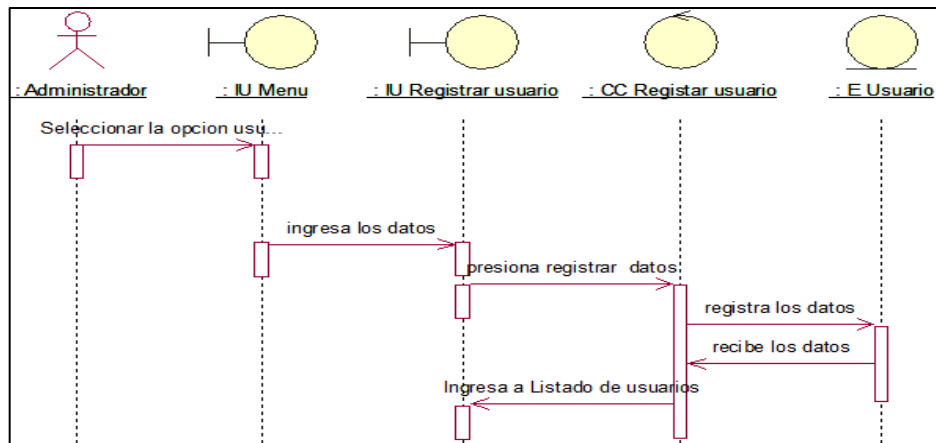 : Administrador
: IU Menu
: IU Registrar usuario
: CC Registar usuario
: E Usuario
Seleccionar la opcion usu...
ingresa los datos
presiona registrar datos
registra los datos
recibe los datos
Ingresa a Listado de usuarios